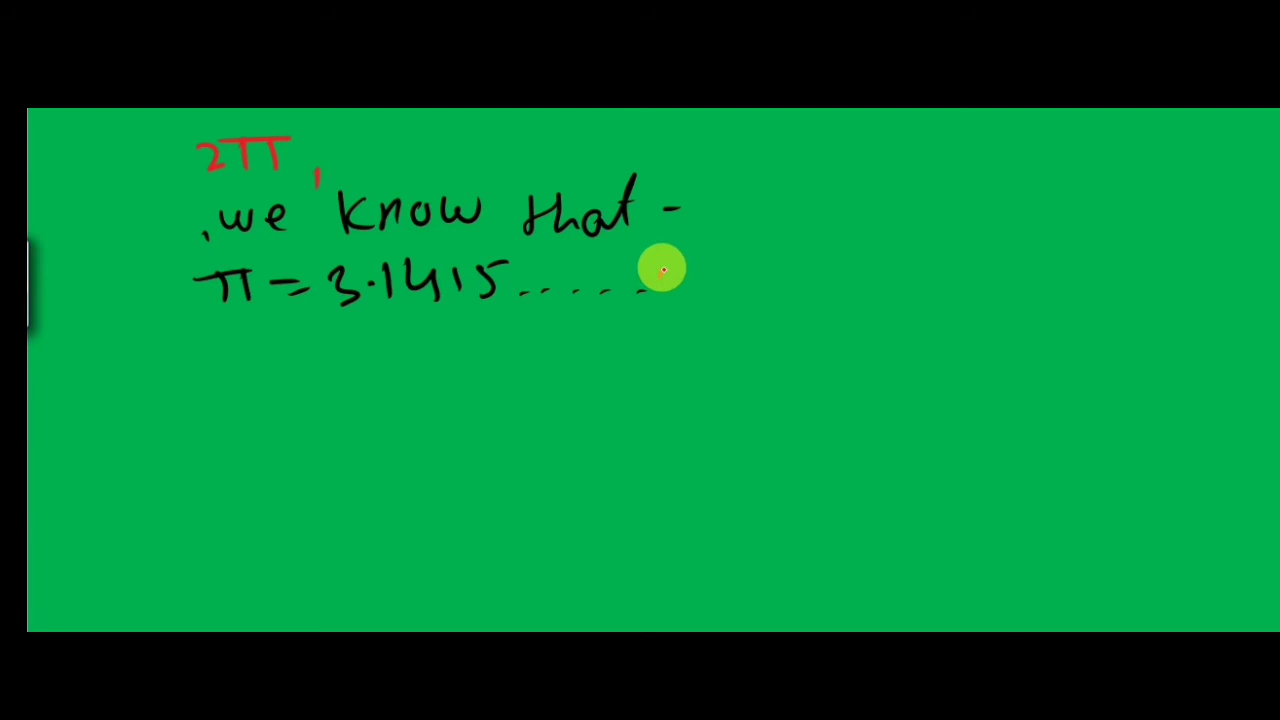 2π,
, we know that -
π = 3.1415......